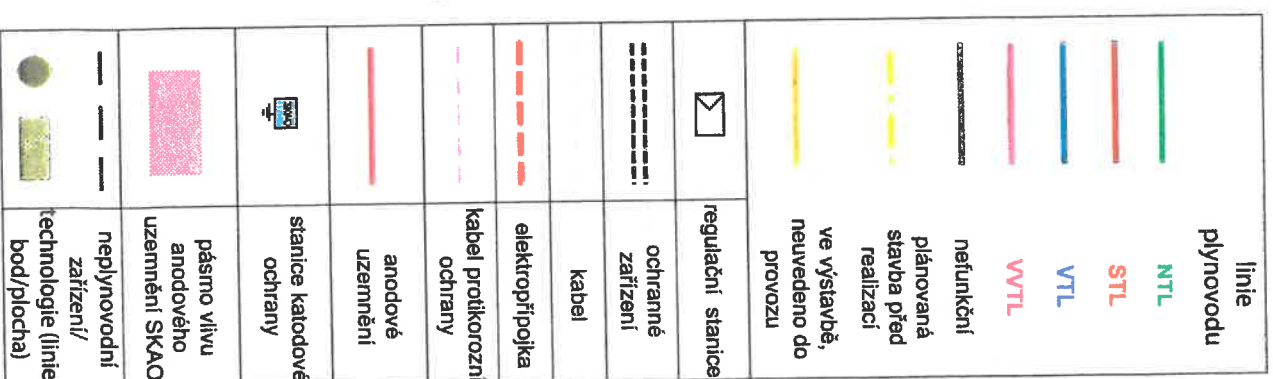 linie
plynovodu
NTL
STL
VTL
VVTL
nefunkční
plánovaná
stavba před
realizací
ve výstavbě,
neuvedeno do
provozu
regulační stanice
ochranné
zařízení
kabel
elektropřípojka
kabel protikorozní
ochrany
anodové
uzemnění
SKAO
stanice katodové
ochrany
pásmo vlivu
anodového
uzemnění SKAO
neplynovodní
zařízení/
technologie (linie
bod/plocha)